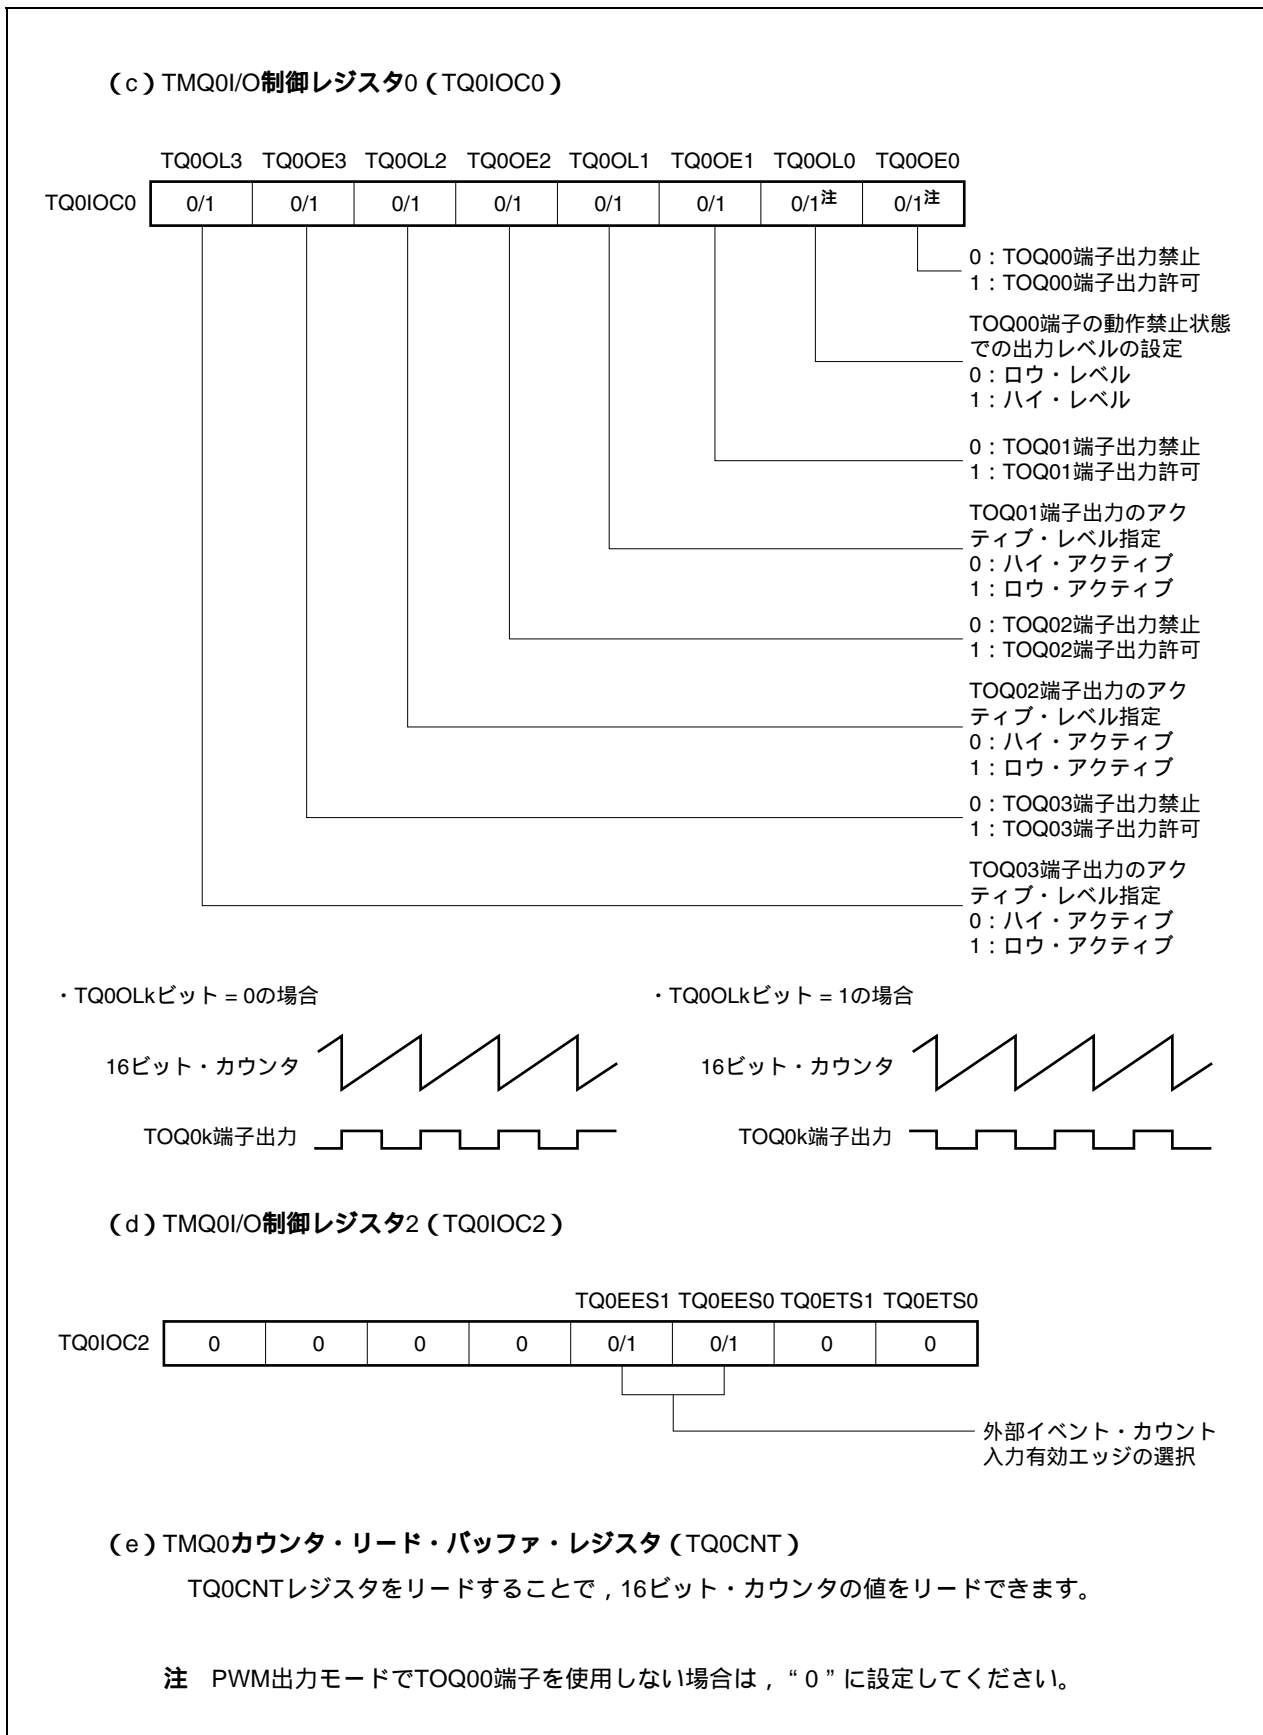 （c）TMQ0I/O制御レジスタ0（TQ0IOC0）
TQ0OL3 TQ0OE3 TQ0OL2 TQ0OE2 TQ0OL1 TQ0OE1 TQ0OL0 TQ0OE0
TQ0IOC0 0/1 0/1 0/1 0/1 0/1 0/1 0/1注 0/1注
0：TOQ00端子出力禁止
1：TOQ00端子出力許可
TOQ00端子の動作禁止状態
での出力レベルの設定
0：ロウ・レベル
1：ハイ・レベル
0：TOQ01端子出力禁止
1：TOQ01端子出力許可
TOQ01端子出力のアク
ティブ・レベル指定
0：ハイ・アクティブ
1：ロウ・アクティブ
0：TOQ02端子出力禁止
1：TOQ02端子出力許可
TOQ02端子出力のアク
ティブ・レベル指定
0：ハイ・アクティブ
1：ロウ・アクティブ
0：TOQ03端子出力禁止
1：TOQ03端子出力許可
TOQ03端子出力のアク
ティブ・レベル指定
0：ハイ・アクティブ
1：ロウ・アクティブ
・TQ0OLkビット = 0の場合
16ビット・カウンタ
TOQ0k端子出力
・TQ0OLkビット = 1の場合
16ビット・カウンタ
TOQ0k端子出力
（d）TMQ0I/O制御レジスタ2（TQ0IOC2）
TQ0EES1 TQ0EES0 TQ0ETS1 TQ0ETS0
TQ0IOC2 0 0 0 0 0/1 0/1 0 0
外部イベント・カウント
入力有効エッジの選択
（e）TMQ0カウンタ・リード・バッファ・レジスタ（TQ0CNT）
TQ0CNTレジスタをリードすることで，16ビット・カウンタの値をリードできます。
注 PWM出力モードでTOQ00端子を使用しない場合は，“0”に設定してください。